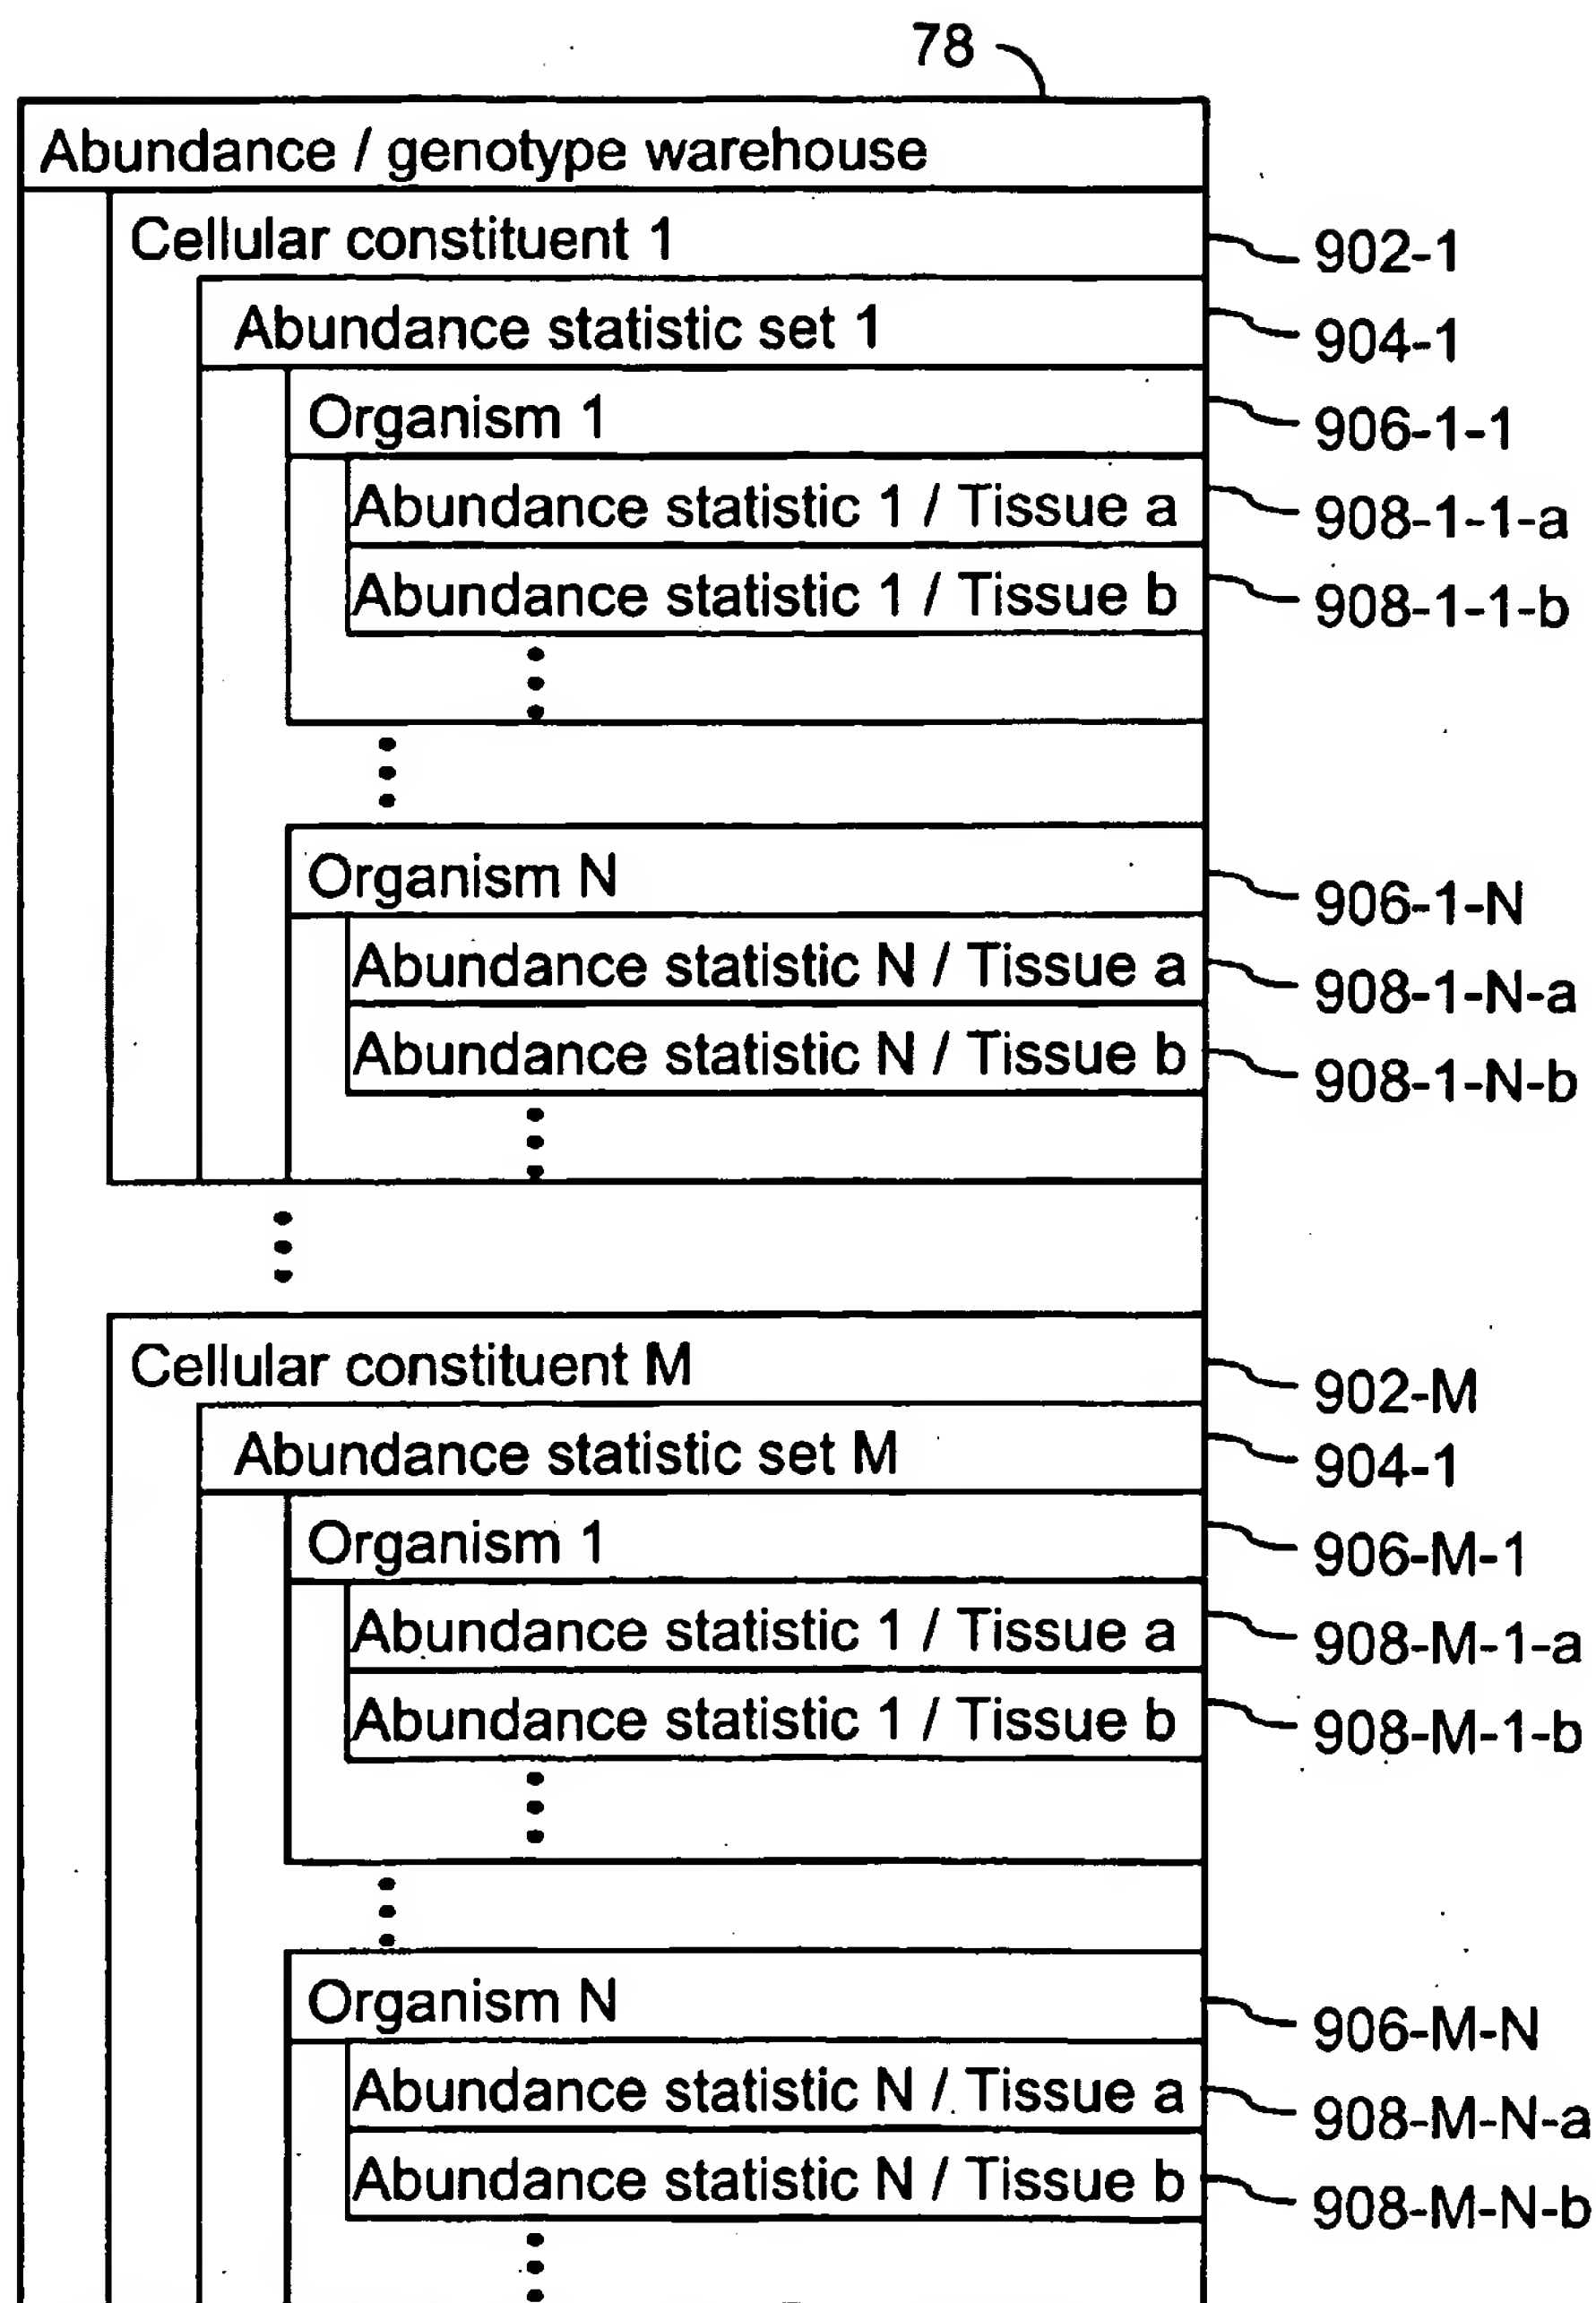 78
Abundance / genotype warehouse
Cellular constituent 1 902-1
Abundance statistic set 1 904-1
Organism 1 906-1-1
Abundance statistic 1 / Tissue a 908-1-1-a
Abundance statistic 1 / Tissue b 908-1-1-b
Organism N 906-1-N
Abundance statistic N / Tissue a 908-1-N-a
Abundance statistic N / Tissue b 908-1-N-b
Cellular constituent M 902-M
Abundance statistic set M 904-1
Organism 1 906-M-1
Abundance statistic 1 / Tissue a 908-M-1-a
Abundance statistic 1 / Tissue b 908-M-1-b
Organism N 906-M-N
Abundance statistic N / Tissue a 908-M-N-a
Abundance statistic N / Tissue b 908-M-N-b